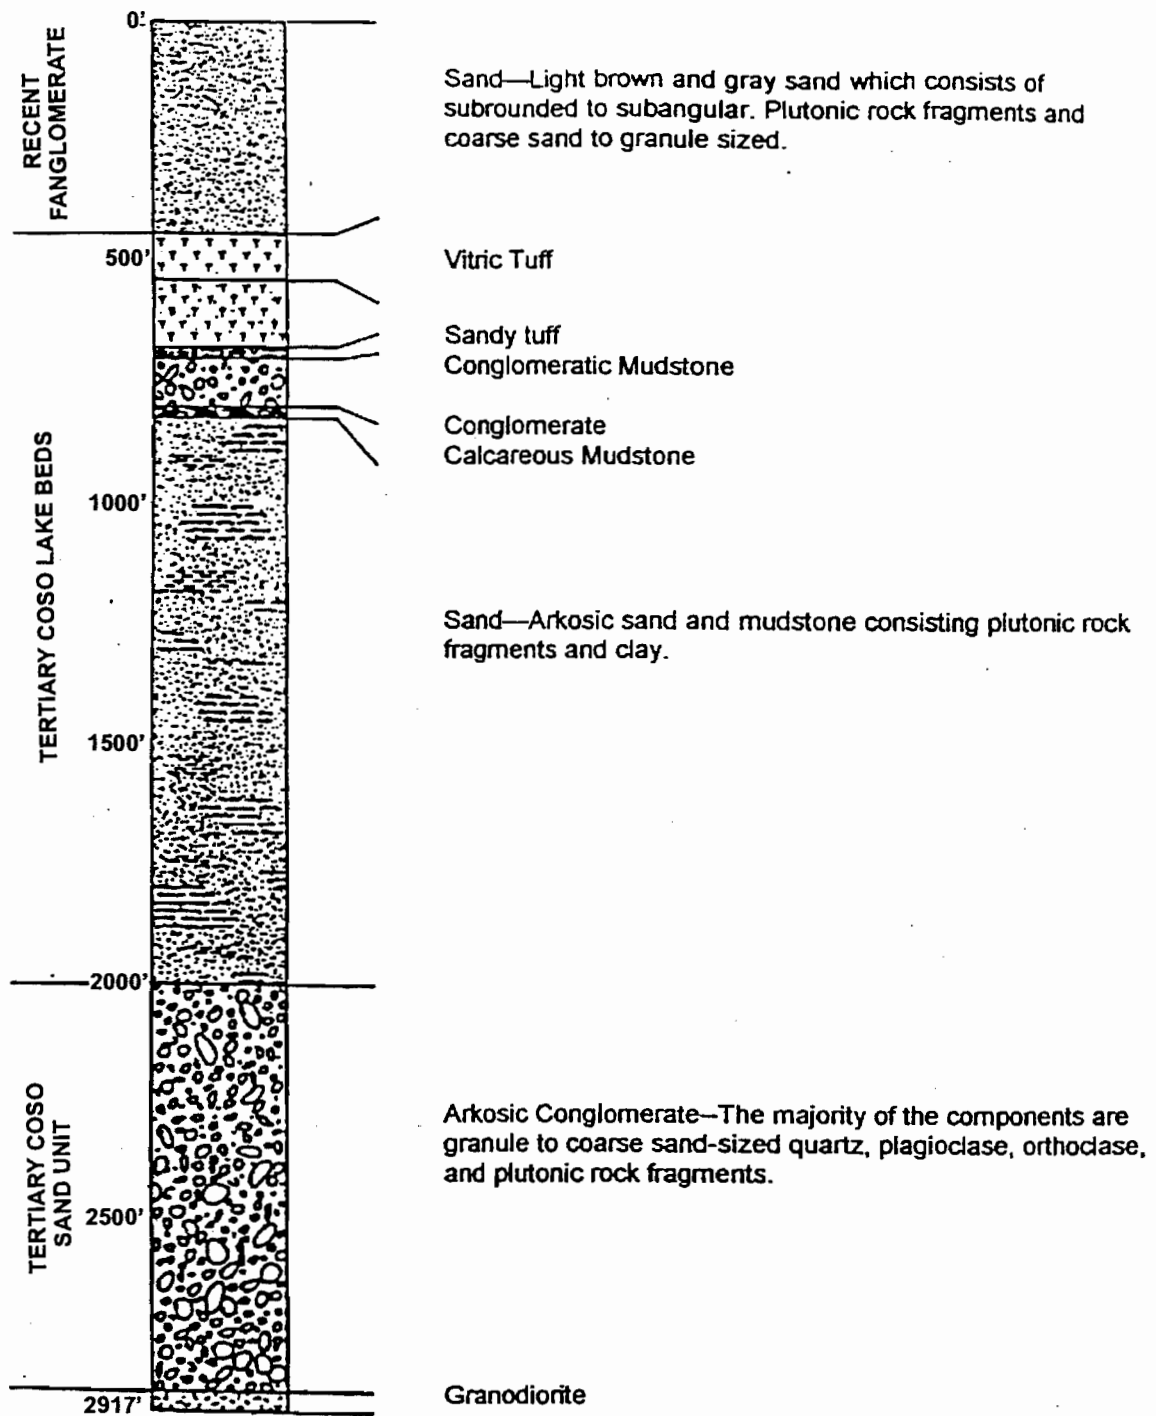 0'
RECENT
FANGLOMERATE
Sand—Light brown and gray sand which consists of
subrounded to subangular. Plutonic rock fragments and
coarse sand to granule sized.
500'
Vitric Tuff
Sandy tuff
Conglomeratic Mudstone
Conglomerate
Calcareous Mudstone
TERTIARY COSO LAKE BEDS
1000'
Sand—Arkosic sand and mudstone consisting plutonic rock
fragments and clay.
1500'
2000'
TERTIARY COSO
SAND UNIT
Arkosic Conglomerate—The majority of the components are
granule to coarse sand-sized quartz, plagioclase, orthoclase,
and plutonic rock fragments.
2500'
Granodiorite
2917'